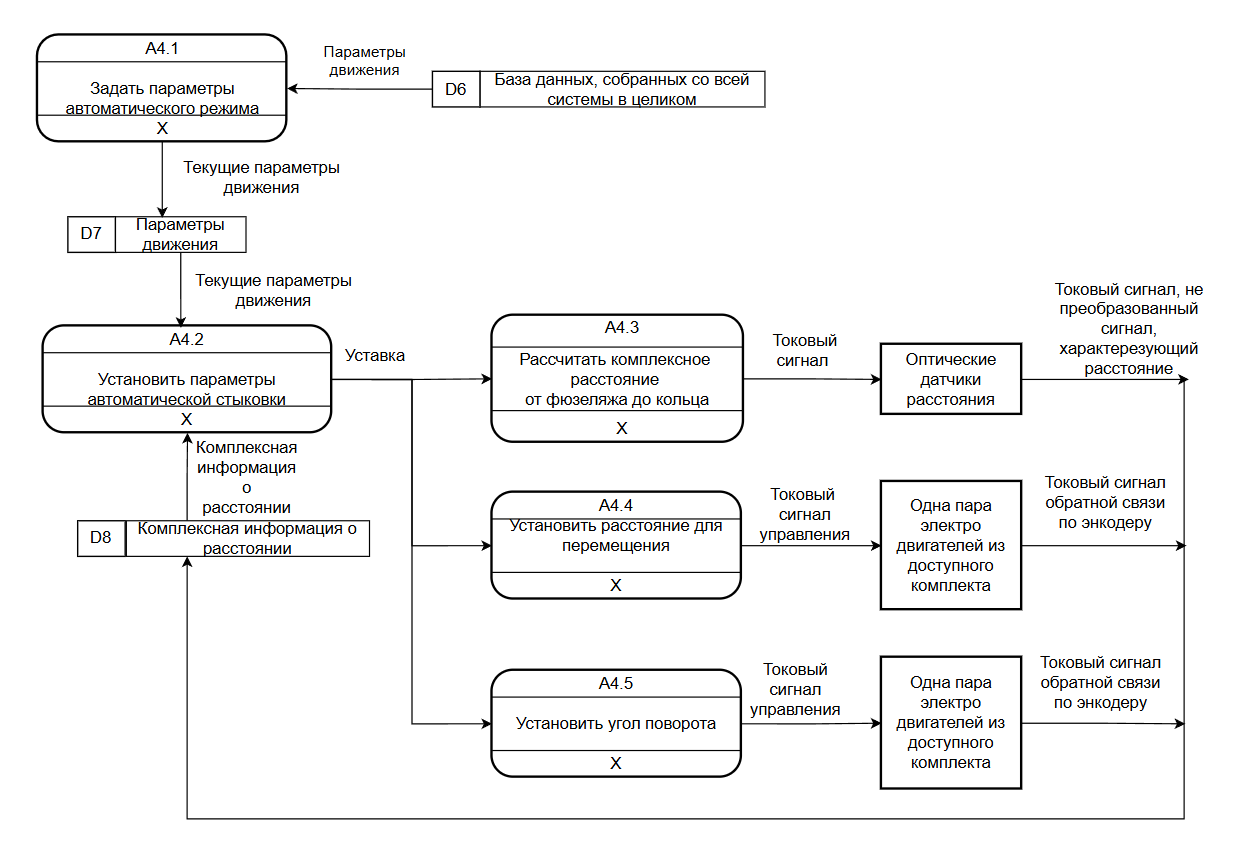 A4.1
Задать параметры
автоматического режима
X
Параметры
движения
D6
База данных, собранных со всей
системы в целиком
Текущие параметры
движения
D7
Параметры
движения
Текущие параметры
движения
A4.2
Установить параметры
автоматической стыковки
X
Уставка
A4.3
Рассчитать комплексное
расстояние
от фюзеляжа до кольца
X
Токовый
сигнал
Оптические
датчики
расстояния
Токовый сигнал, не
преобразованный
сигнал,
характерезующий
расстояние
Комплексная
информация
о
расстоянии
D8
Комплексная информация о
расстоянии
A4.4
Установить расстояние для
перемещения
X
Токовый
сигнал
управления
Одна пара
электро
двигателей из
доступного
комплекта
Токовый сигнал
обратной связи
по энкодеру
A4.5
Установить угол поворота
X
Токовый
сигнал
управления
Одна пара
электро
двигателей из
доступного
комплекта
Токовый сигнал
обратной связи
по энкодеру